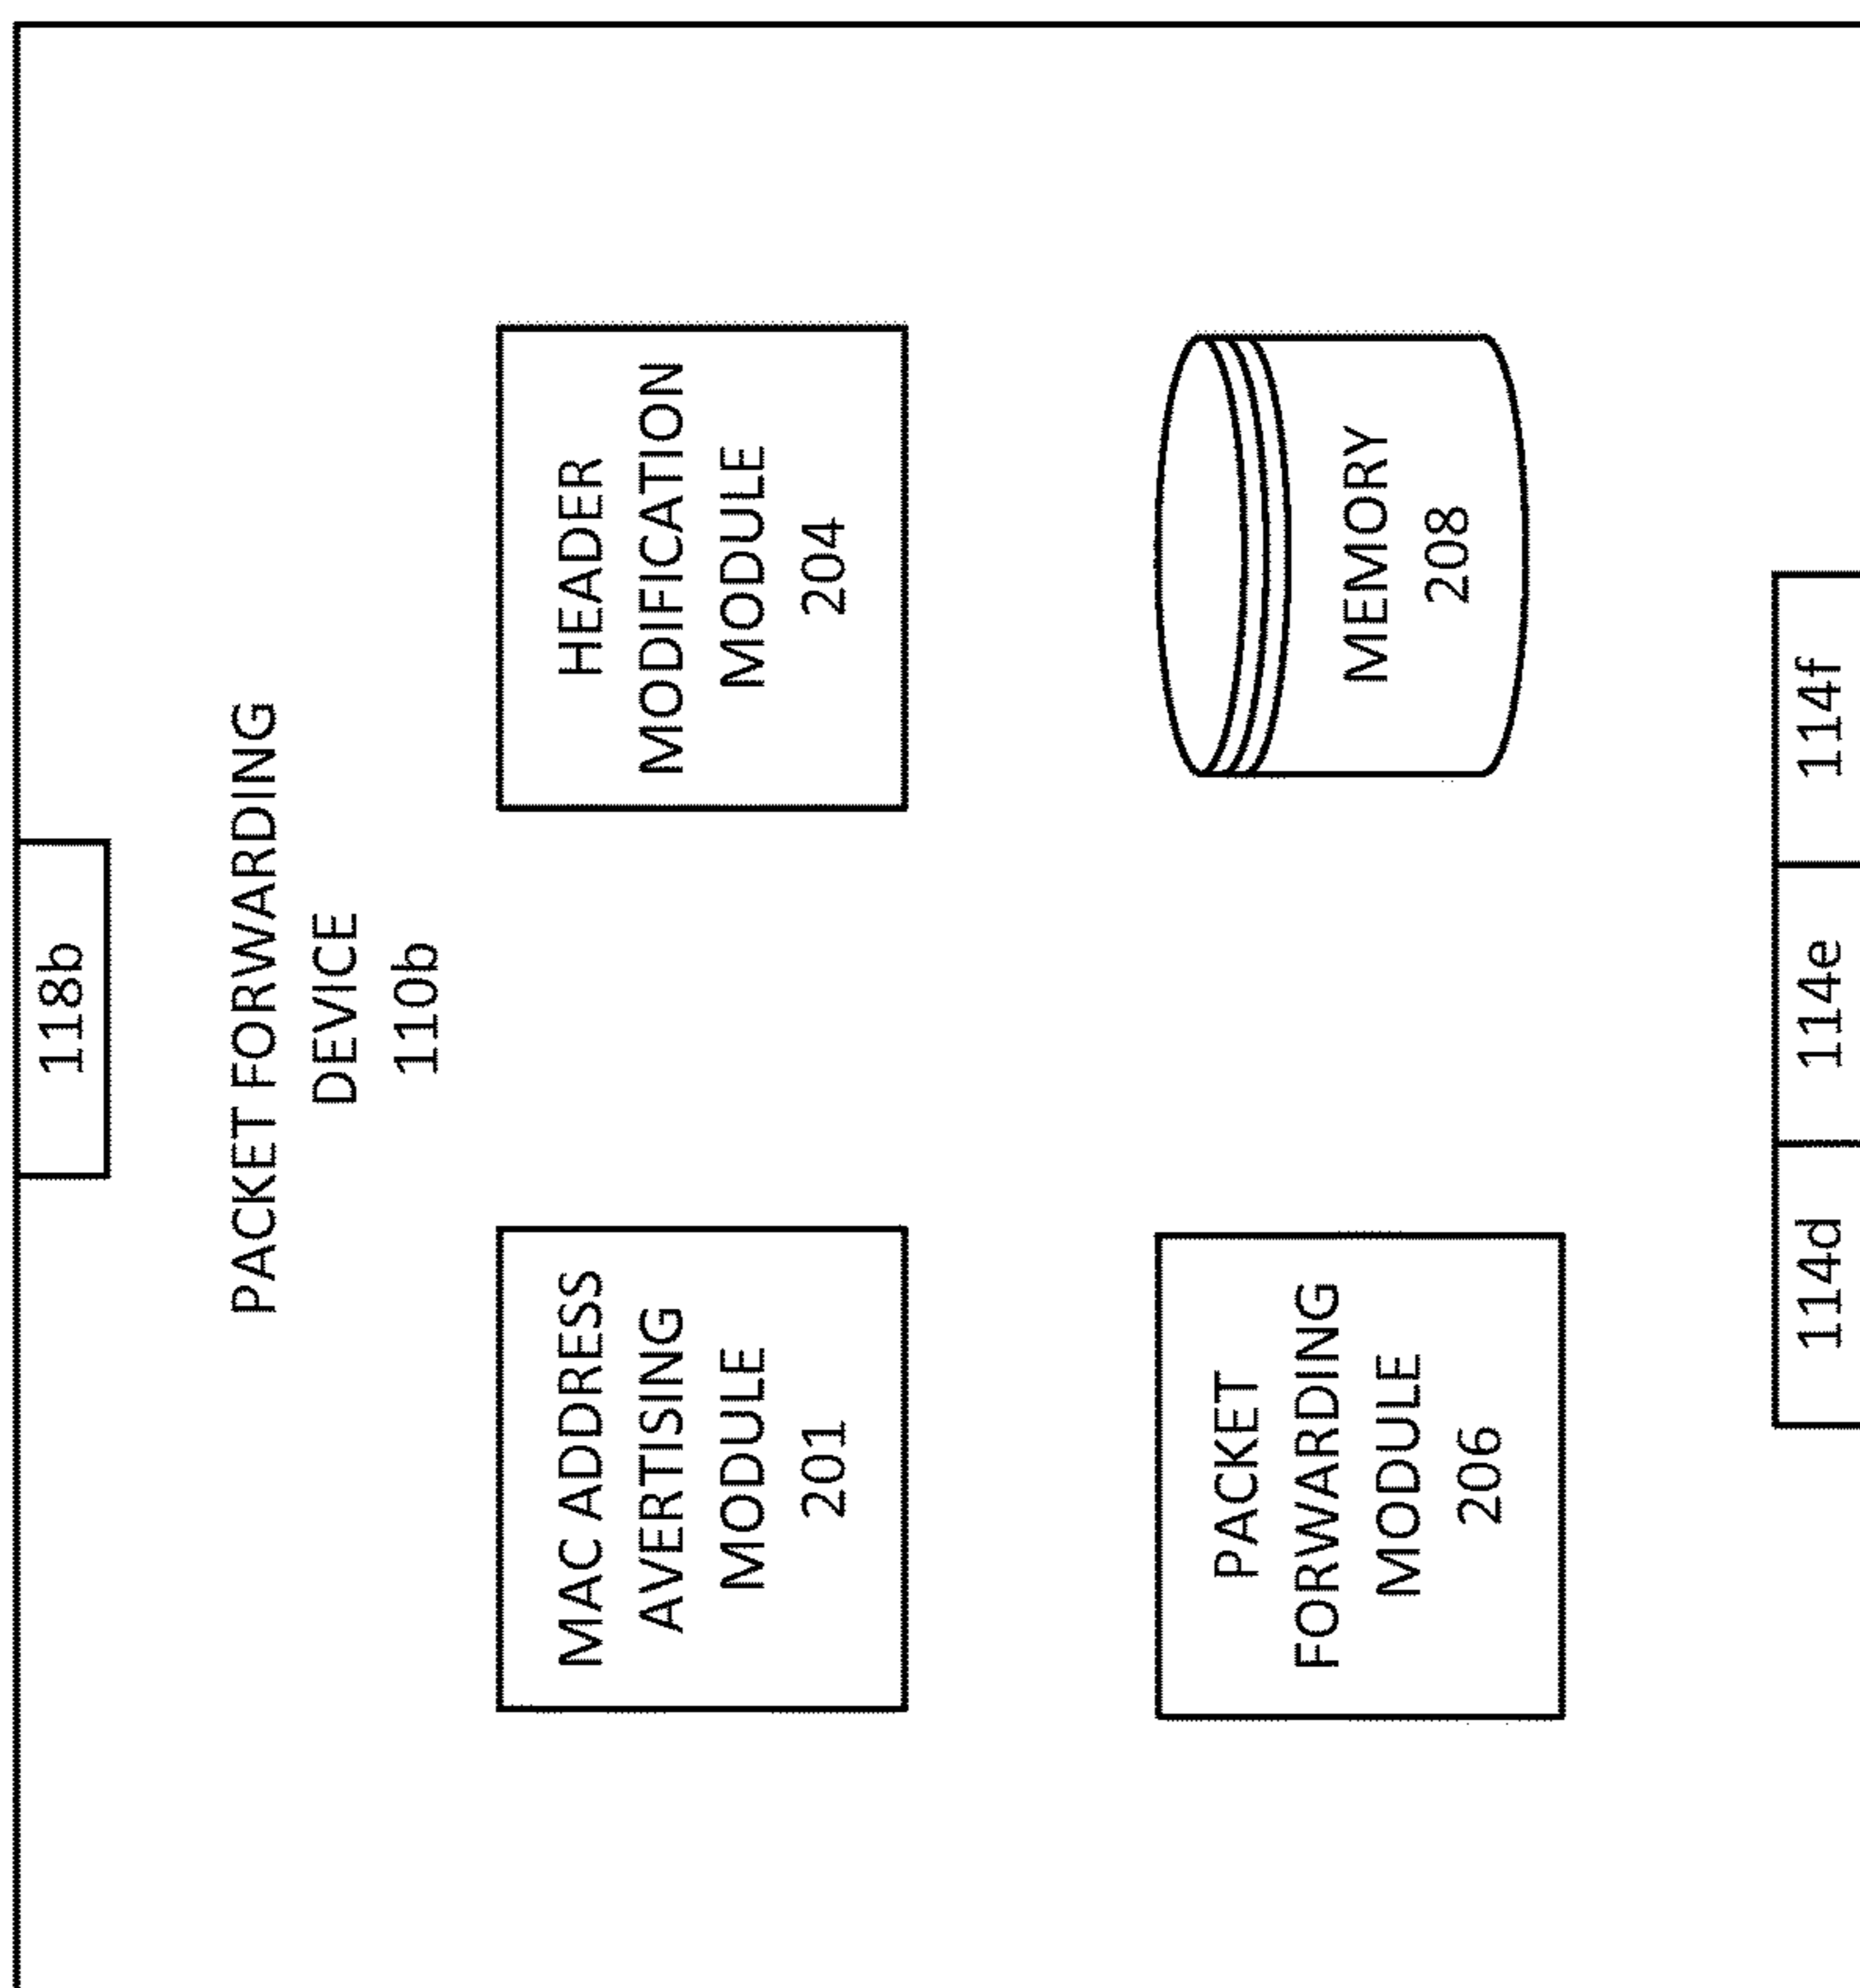 118b
PACKET FORWARDING
DEVICE
110b
MAC ADDRESS
AVERTISING
MODULE
201
HEADER
MODIFICATION
MODULE
204
PACKET
FORWARDING
MODULE
206
MEMORY
208
114d
114e
114f